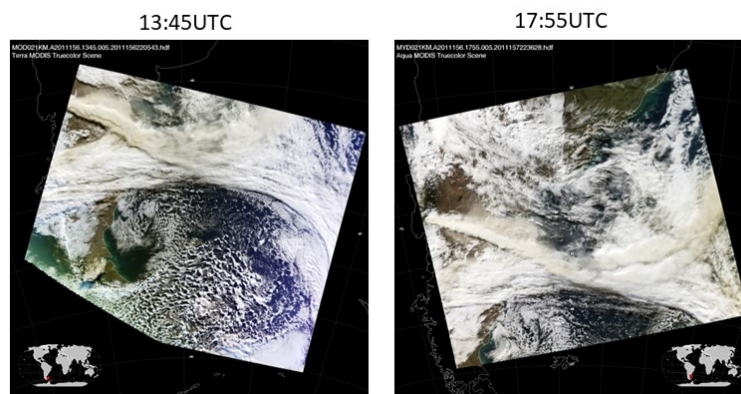 13:45UTC
17:55UTC
MOD021KM.A2011156.1345.005.2011156220543.hdf
Terra MODIS Truecolor Scene
MYD021KM.A2011156.1755.005.2011157223628.hdf
Aqua MODIS Truecolor Scene